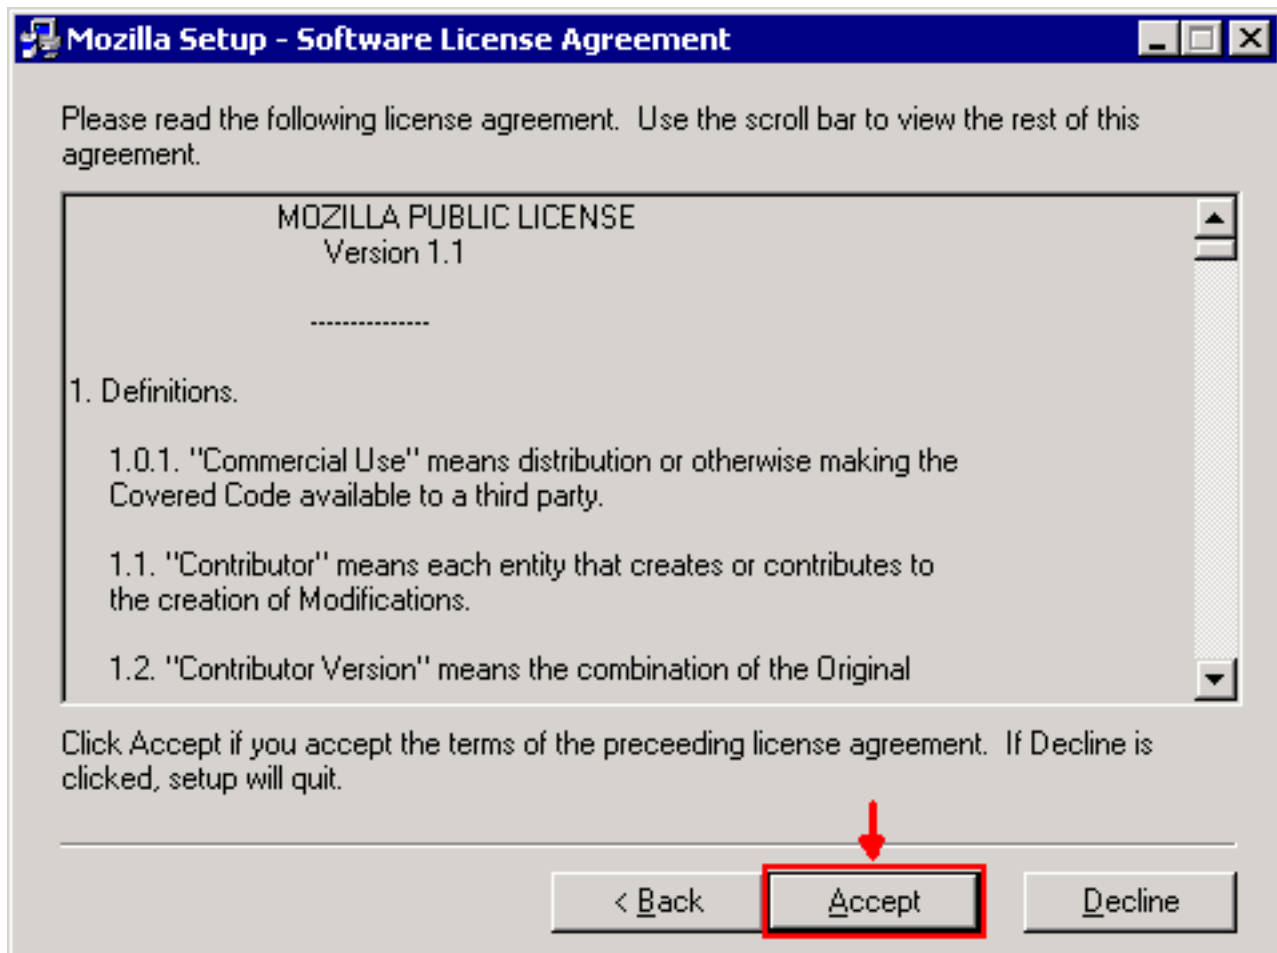 Mozilla Setup - Software License Agreement
Please read the following license agreement.  Use the scroll bar to view the rest of this
agreement.
MOZILLA PUBLIC LICENSE
Version 1.1
---------------
1. Definitions.
1.0.1. "Commercial Use" means distribution or otherwise making the
Covered Code available to a third party.
1.1. "Contributor" means each entity that creates or contributes to
the creation of Modifications.
1.2. "Contributor Version" means the combination of the Original
Click Accept if you accept the terms of the preceeding license agreement.  If Decline is
clicked, setup will quit.
< Back Accept Decline